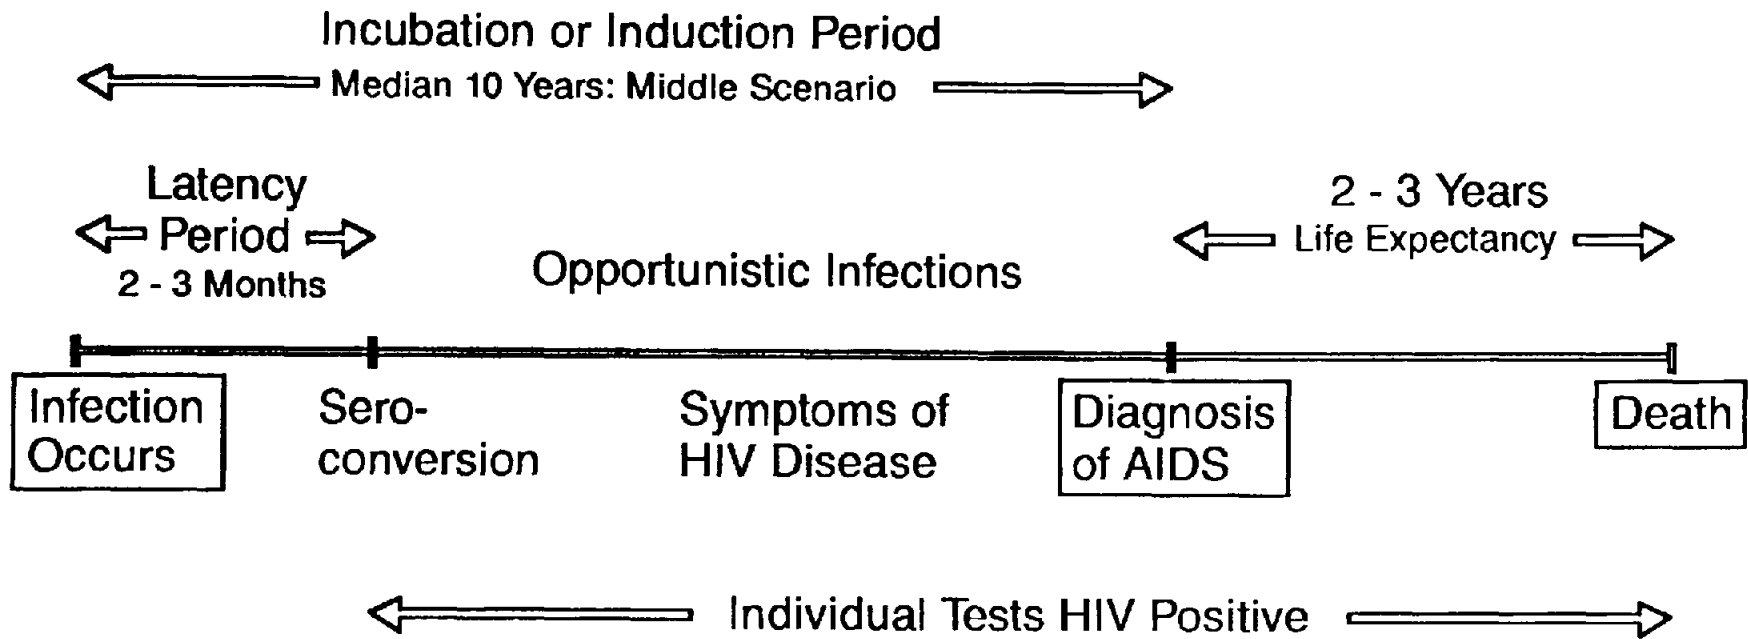 Incubation or Induction Period
Median 10 Years: Middle Scenario
Latency
Period
2 - 3 Months
2 - 3 Years
Life Expectancy
Opportunistic Infections
Infection
Occurs
Sero-
conversion
Symptoms of
HIV Disease
Diagnosis
of AIDS
Death
Individual Tests HIV Positive